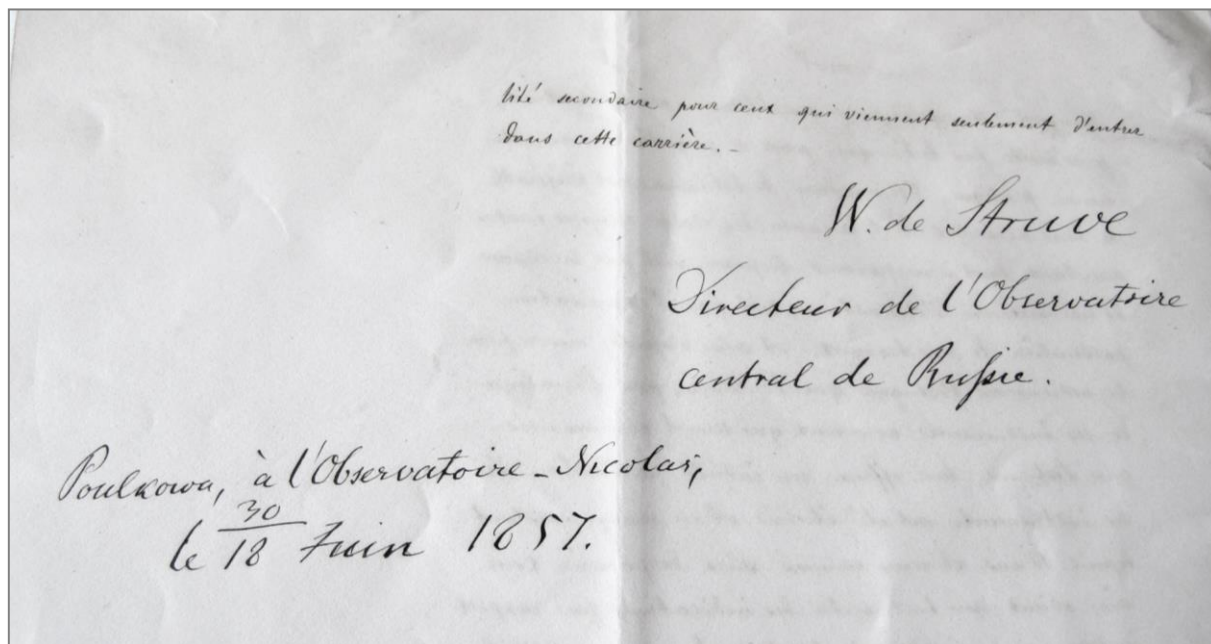 lité secondaire pour ceux qui viennent seulement d'entrer
dans cette carrière. _
W. de Struve
Directeur de l'Observatoire
central de Russie.
Poulkowa, à l'Observatoire-Nicolas,
le 30/18 Juin 1857.